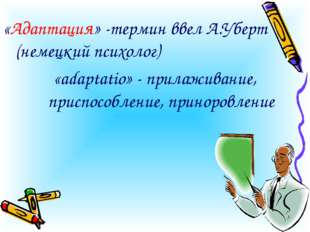 «Адаптация» -термин ввел А.Уберт
(немецкий психолог)
«adaptatio» - прилаживание,
приспособление, приноровление